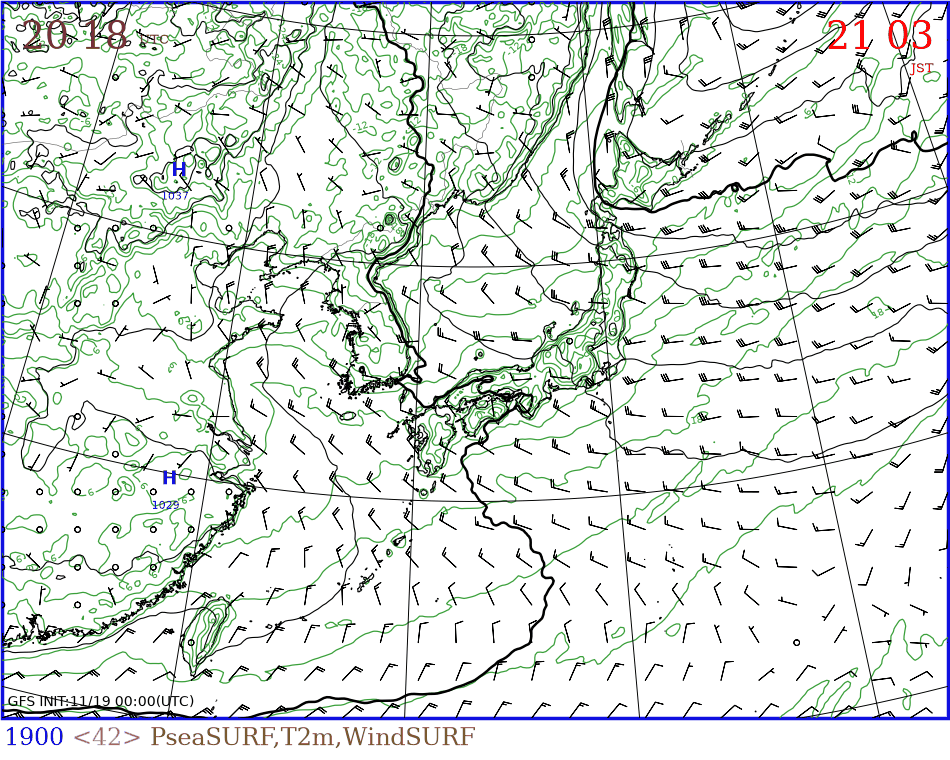 20 18 UTC
21 03
JST
H
1037
H
1029
GFS INIT:11/19 00:00(UTC)
1900 <42> PseaSURF,T2m,WindSURF